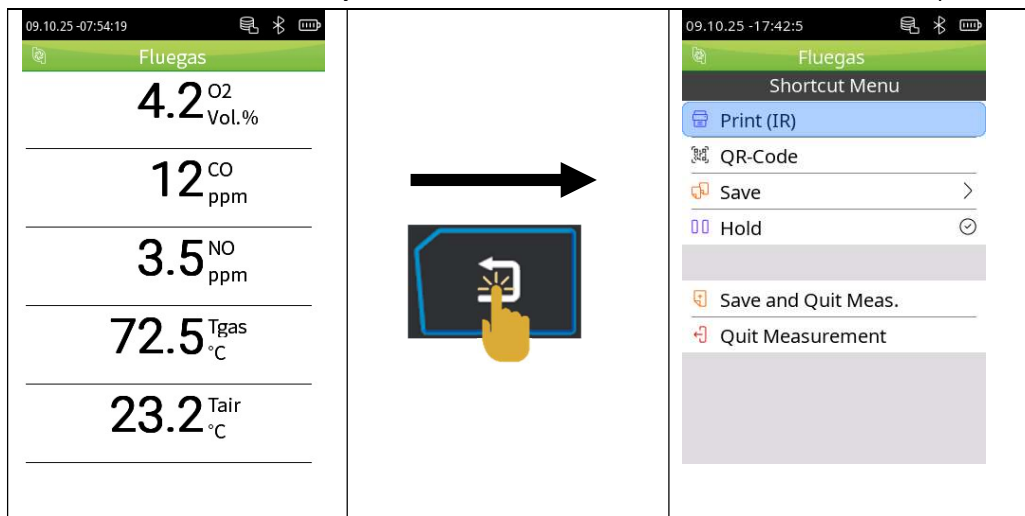 09.10.25 -07:54:19
Fluegas
4.2 O2 Vol.%
12 CO ppm
3.5 NO ppm
72.5 Tgas °C
23.2 Tair °C
09.10.25 -17:42:5
Fluegas
Shortcut Menu
Print (IR)
QR-Code
Save
Hold
Save and Quit Meas.
Quit Measurement